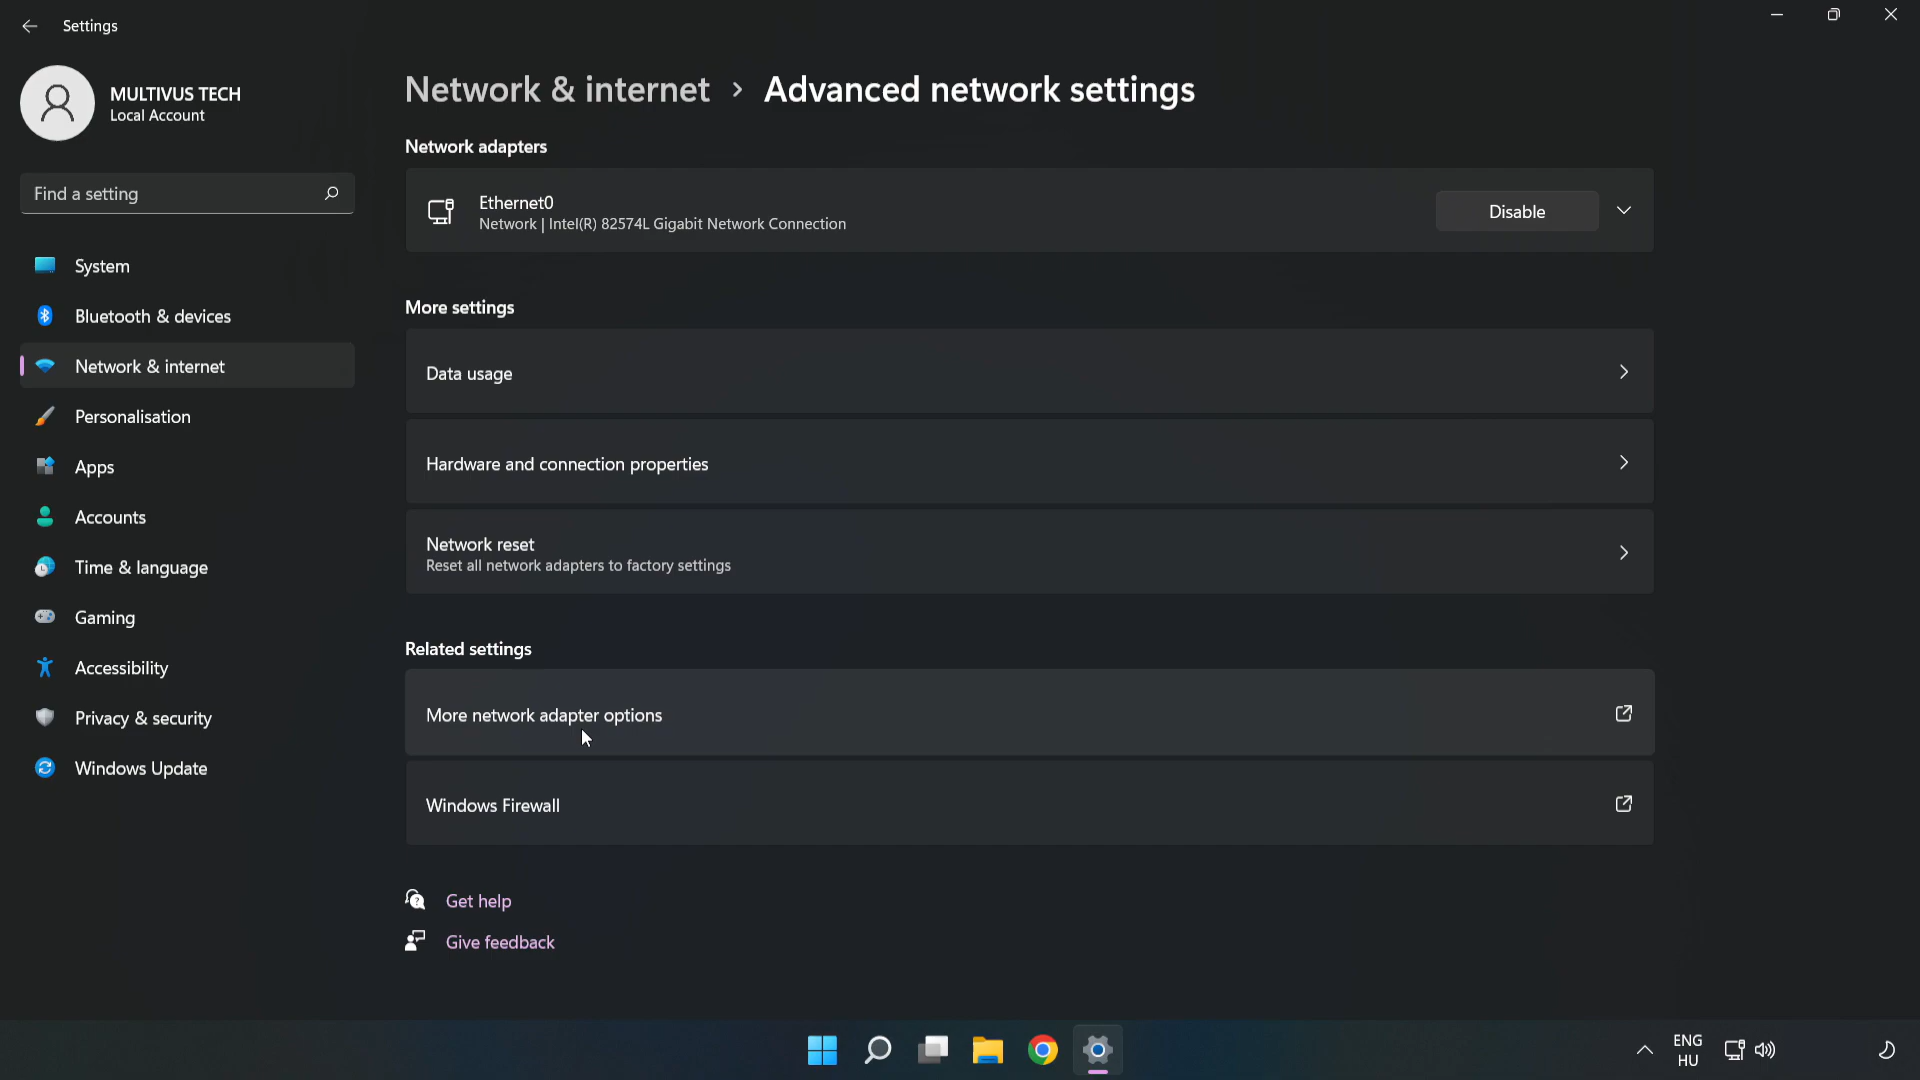 Settings
MULTIVUS TECH
Local Account
Find a setting
System
Bluetooth & devices
Network & internet
Personalisation
Apps
Accounts
Time & language
Gaming
Accessibility
Privacy & security
Windows Update
Network & internet > Advanced network settings
Network adapters
Ethernet0
Network | Intel(R) 82574L Gigabit Network Connection
Disable
More settings
Data usage
Hardware and connection properties
Network reset
Reset all network adapters to factory settings
Related settings
More network adapter options
Windows Firewall
Get help
Give feedback
ENG
HU